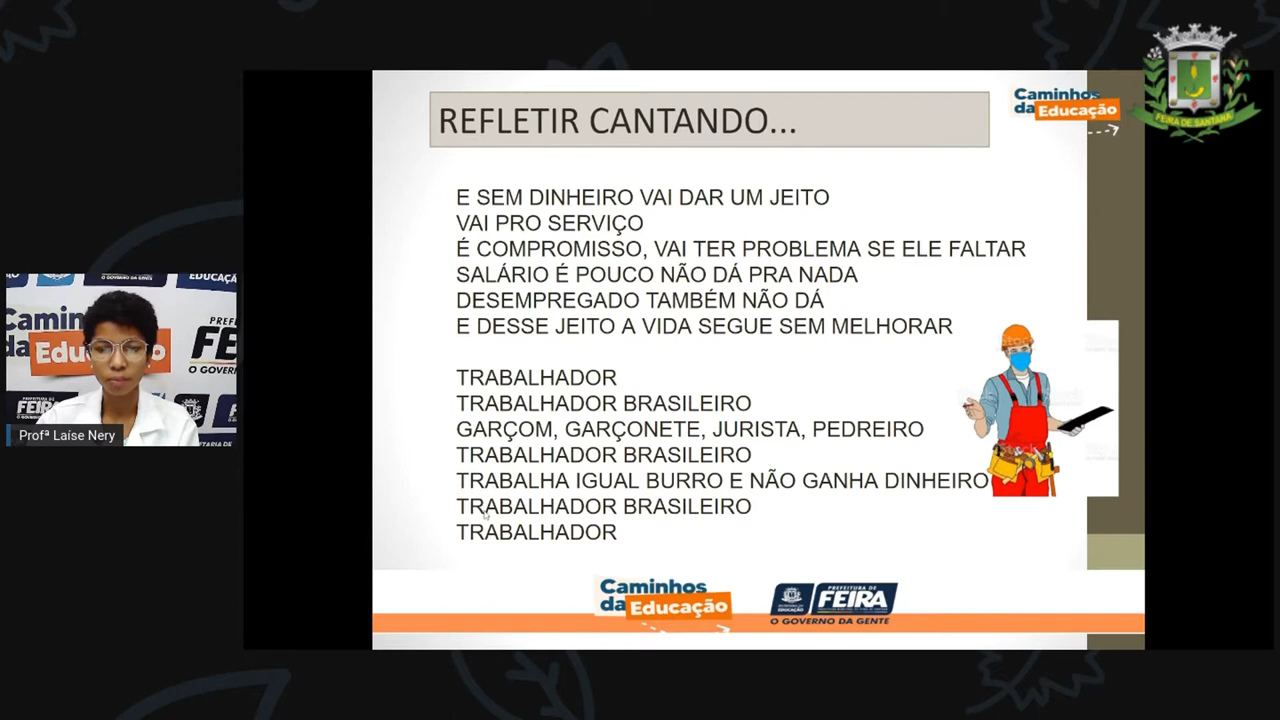 REFLETIR CANTANDO...
Caminhos
da Educação
FEIRA DE SANTANA
E SEM DINHEIRO VAI DAR UM JEITO
VAI PRO SERVIÇO
É COMPROMISSO, VAI TER PROBLEMA SE ELE FALTAR
SALÁRIO É POUCO NÃO DÁ PRA NADA
DESEMPREGADO TAMBÉM NÃO DÁ
E DESSE JEITO A VIDA SEGUE SEM MELHORAR
TRABALHADOR
TRABALHADOR BRASILEIRO
GARÇOM, GARÇONETE, JURISTA, PEDREIRO
TRABALHADOR BRASILEIRO
TRABALHA IGUAL BURRO E NÃO GANHA DINHEIRO
TRABALHADOR BRASILEIRO
TRABALHADOR
Profª Laíse Nery
Caminhos
da Educação
PREFEITURA DE
FEIRA
O GOVERNO DA GENTE